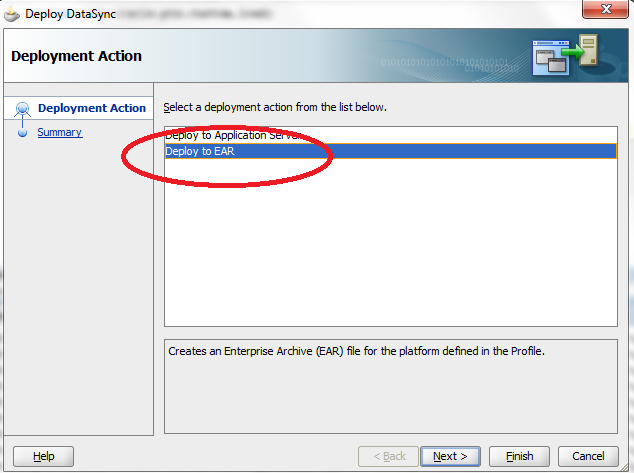 Deploy DataSync
Deployment Action
Deployment Action
Summary
Select a deployment action from the list below.
Deploy to Application Server
Deploy to EAR
Creates an Enterprise Archive (EAR) file for the platform defined in the Profile.
Help
< Back
Next >
Finish
Cancel